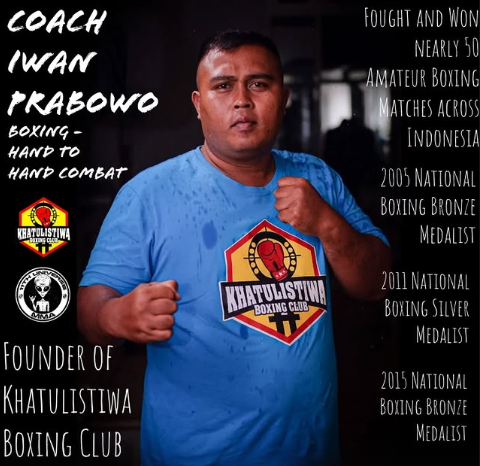 COACH
IWAN
PRABOWO
BOXING -
HAND TO
HAND COMBAT
KHATULISTIWA
BOXING CLUB
MMA
FOUNDER OF
KHATULISTIWA
BOXING CLUB
KHATULISTIWA
BOXING CLUB
FOUGHT AND WON
NEARLY 50
AMATEUR BOXING
MATCHES ACROSS
INDONESIA
2005 NATIONAL
BOXING BRONZE
MEDALIST
2011 NATIONAL
BOXING SILVER
MEDALIST
2015 NATIONAL
BOXING BRONZE
MEDALIST